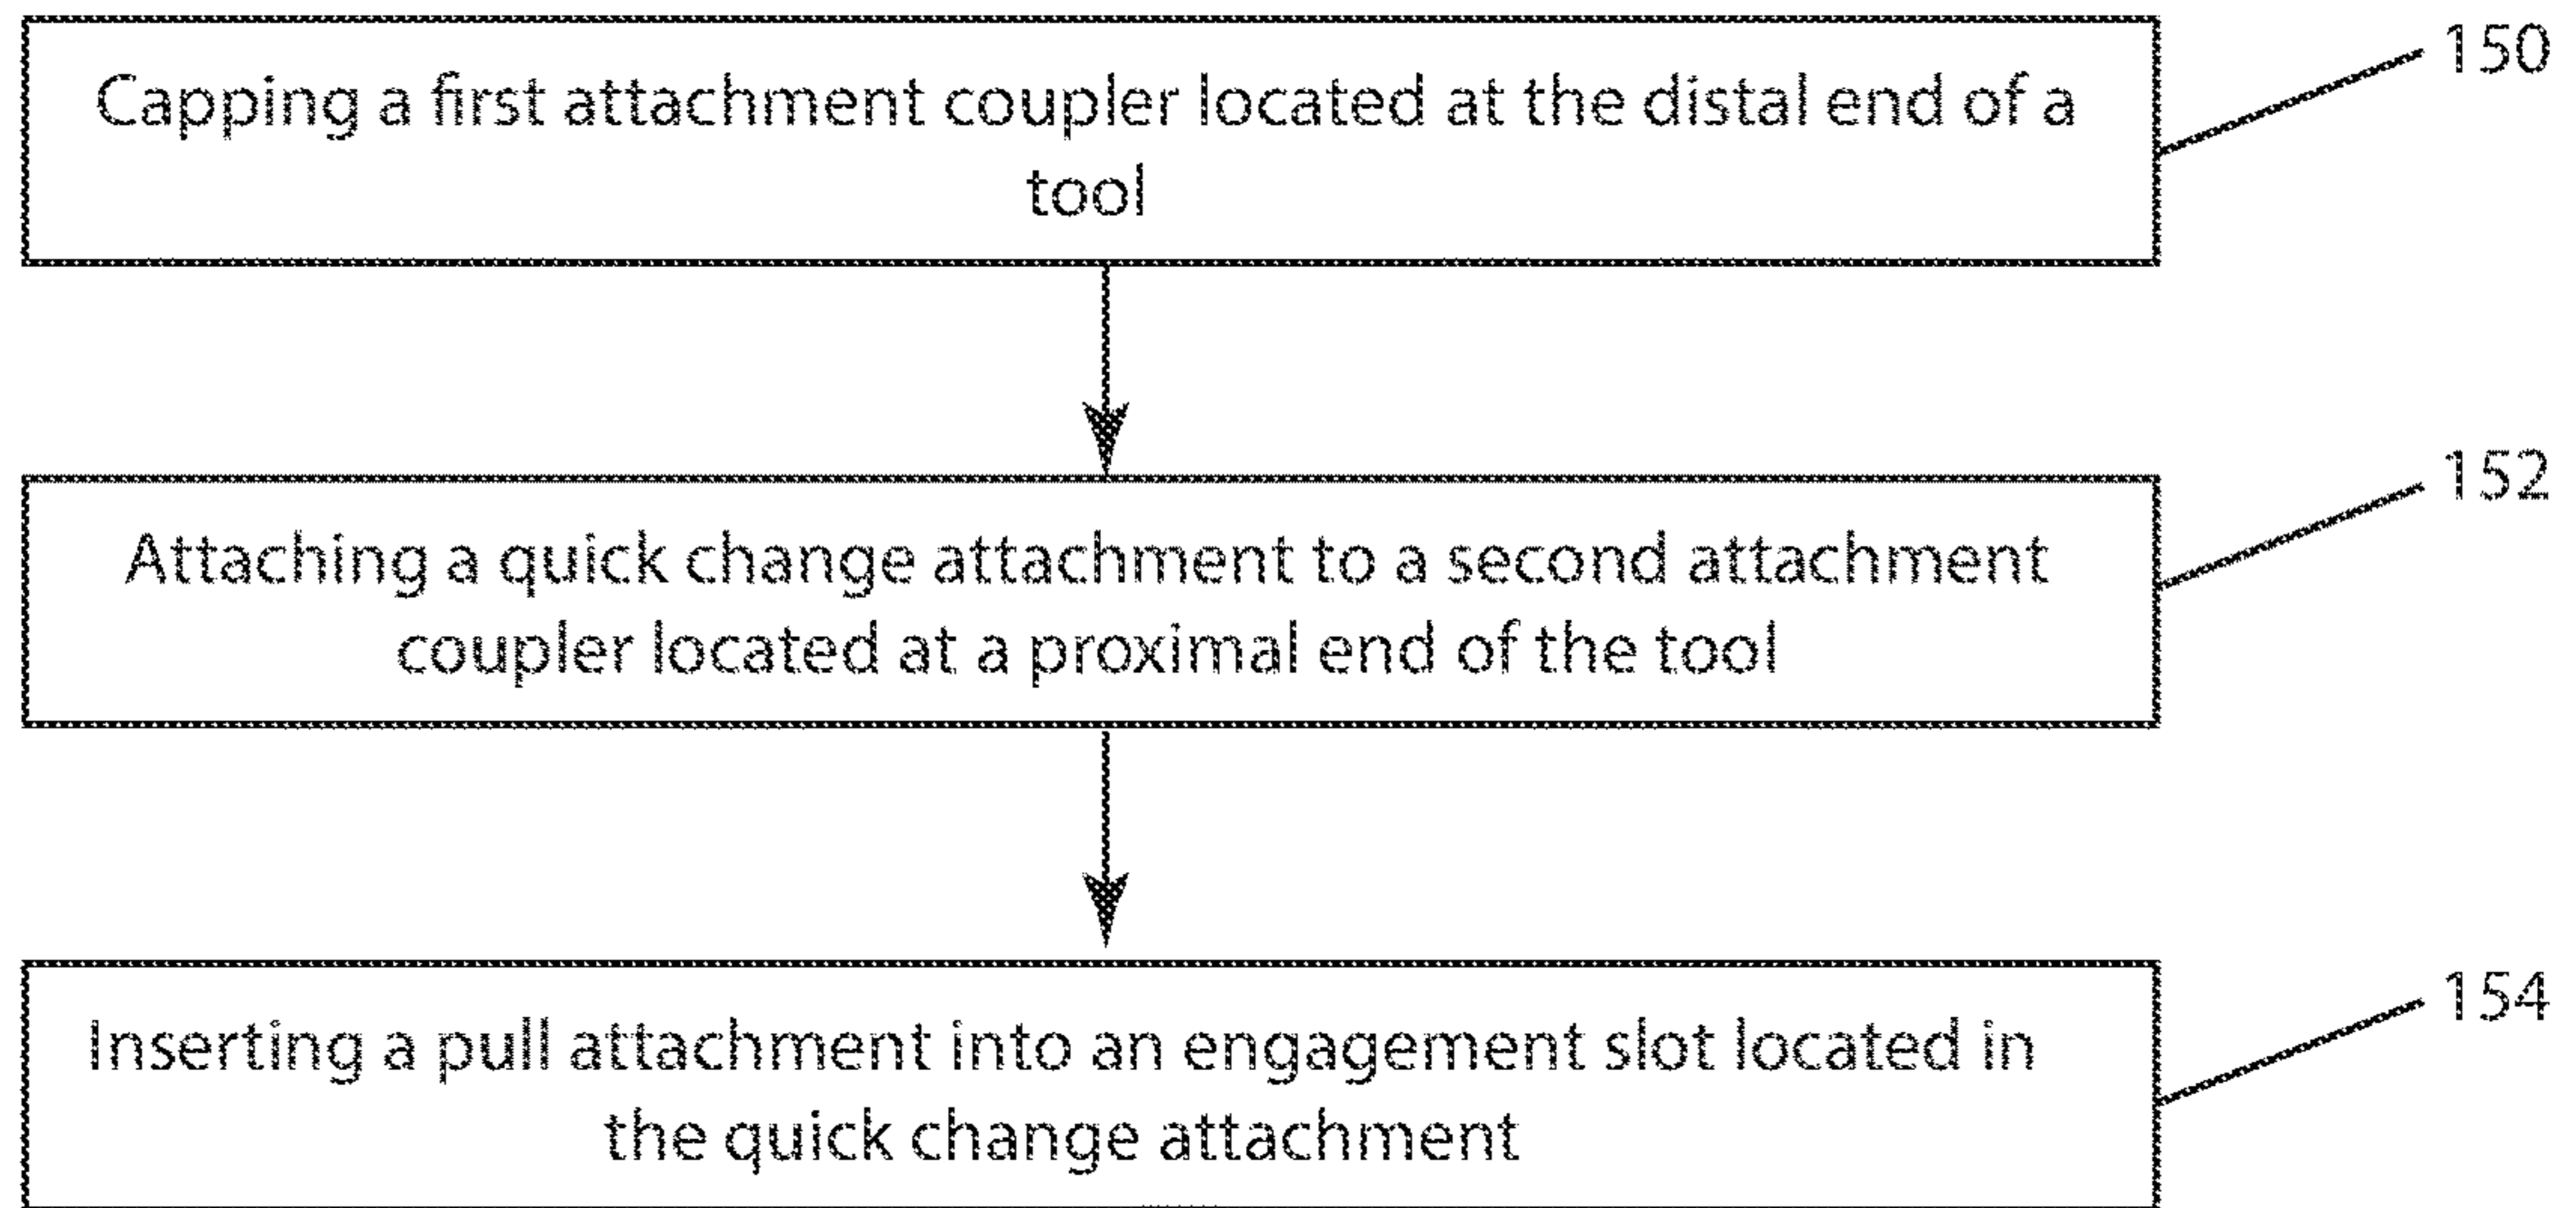 150
Capping a first attachment coupler located at the distal end of a
tool
152
Attaching a quick change attachment to a second attachment
coupler located at a proximal end of the tool
154
Inserting a pull attachment into an engagement slot located in
the quick change attachment